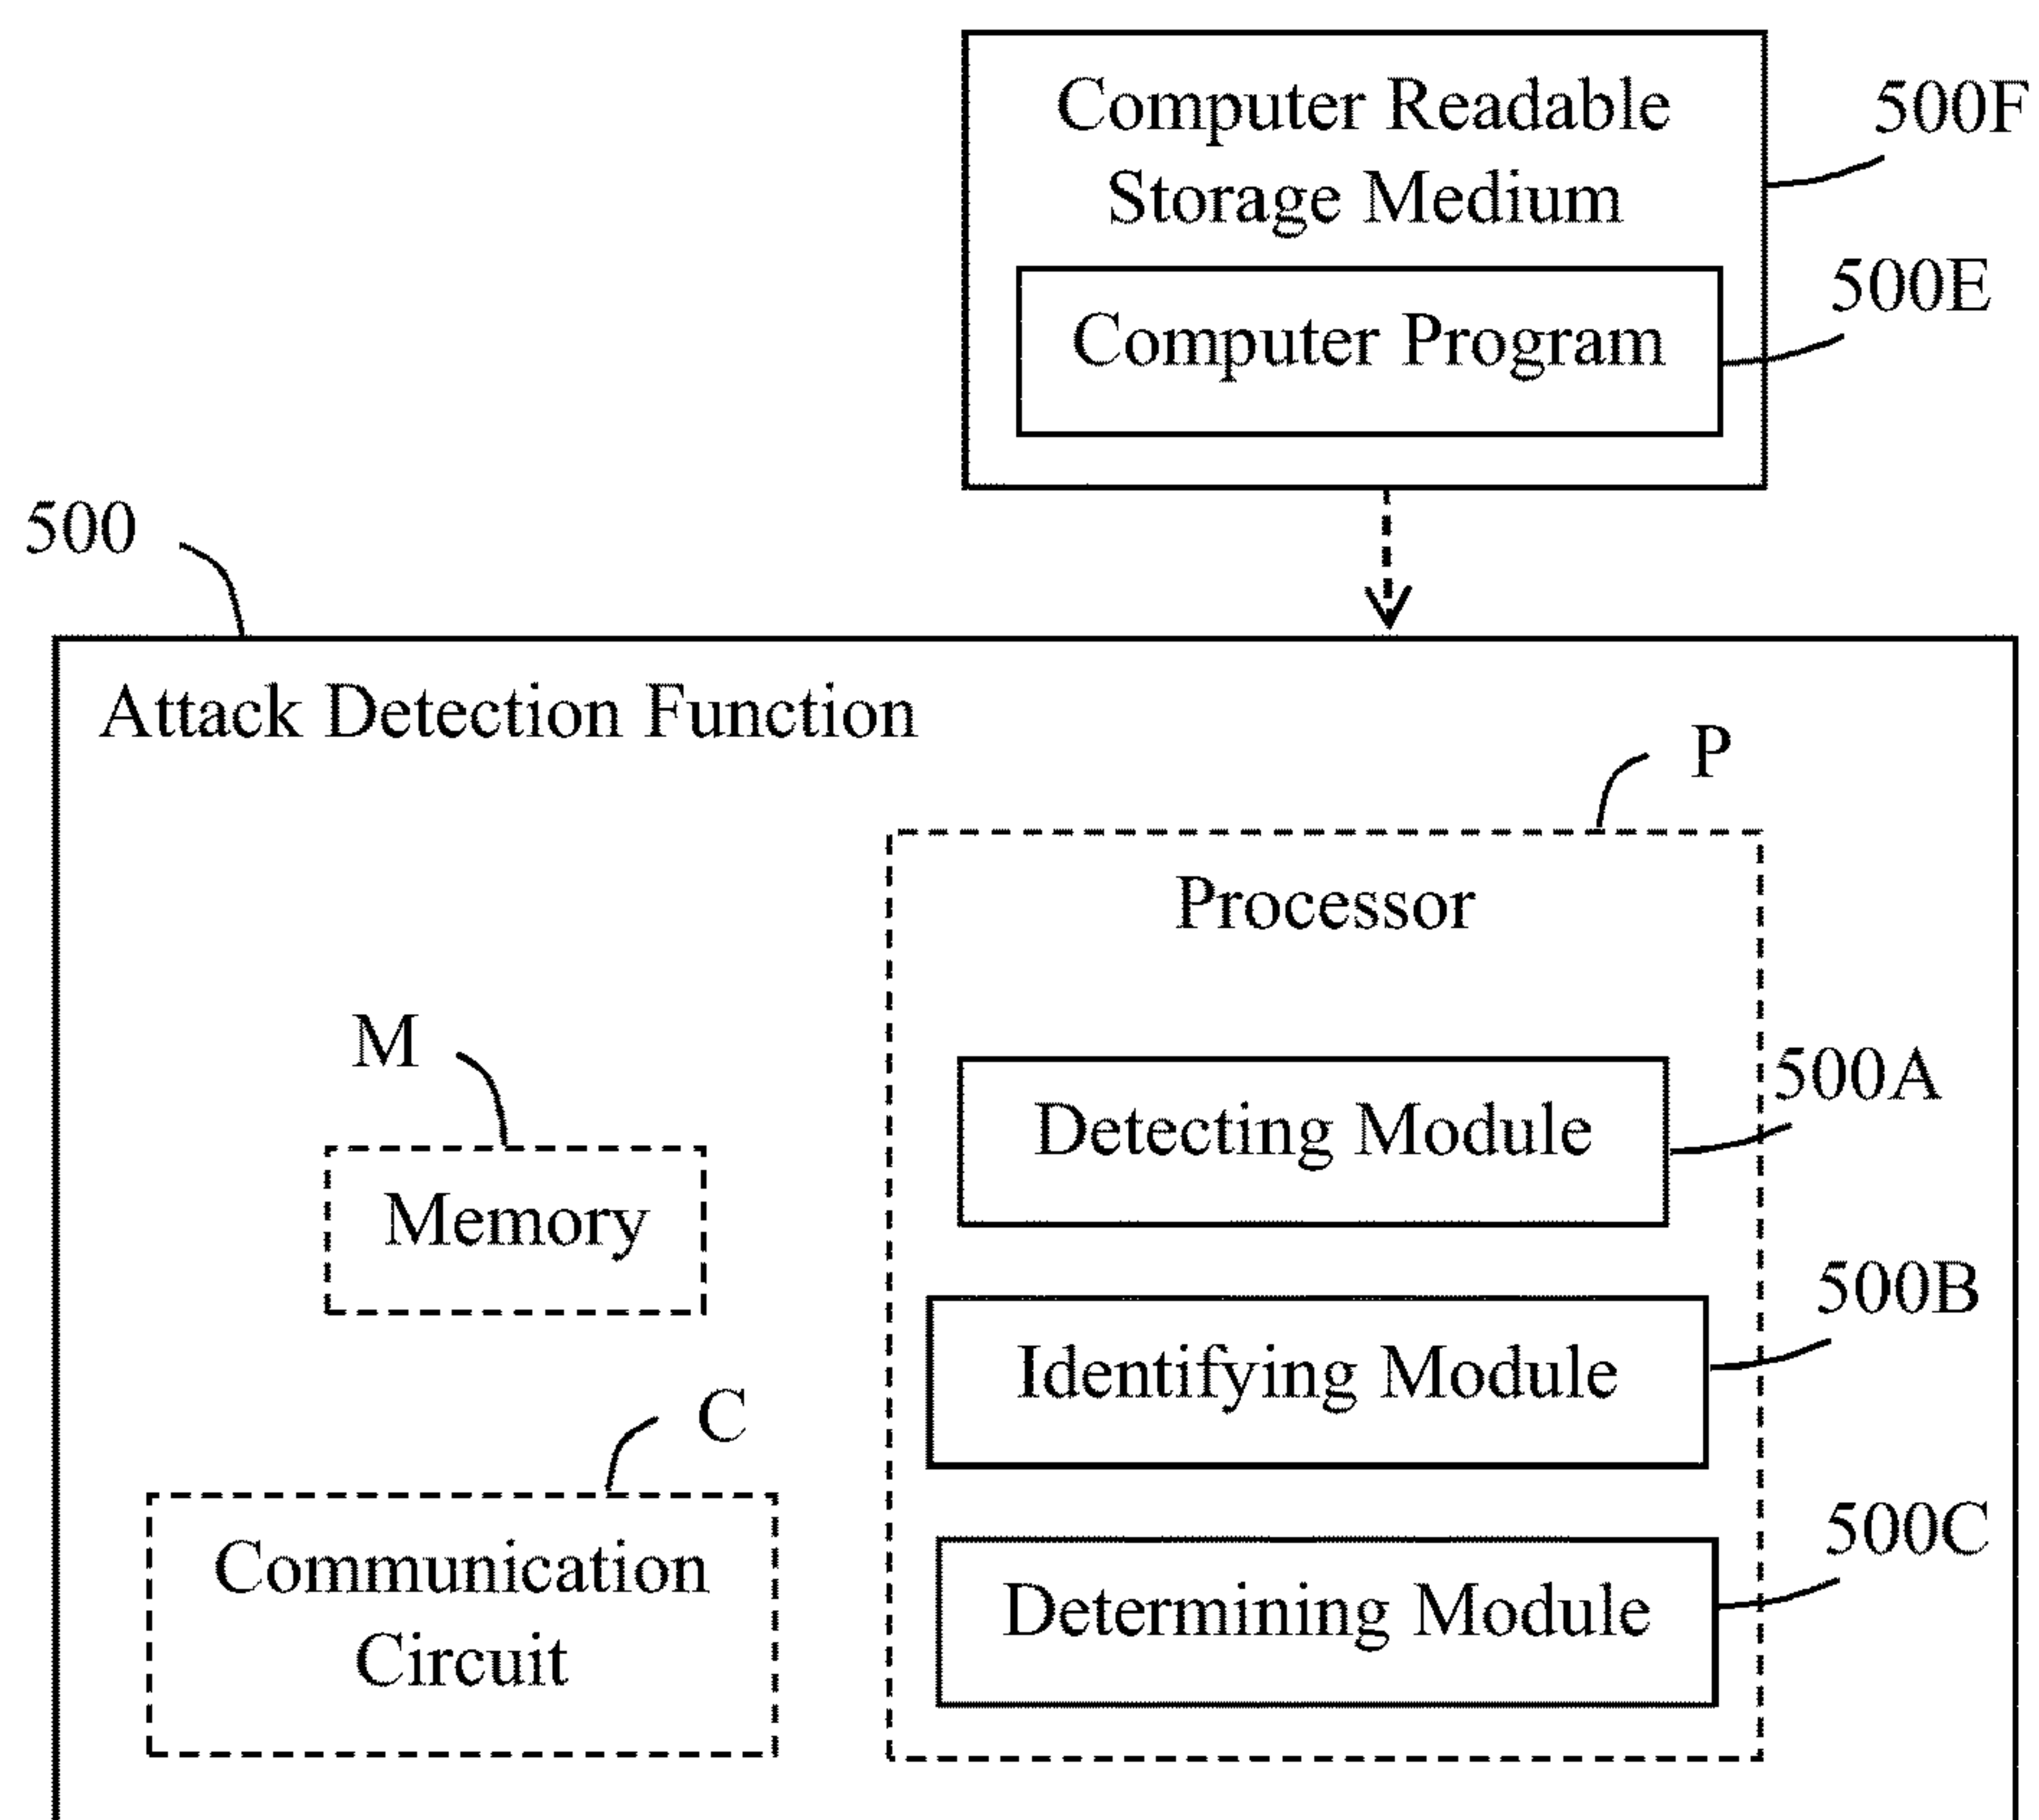 Computer Readable
Storage Medium
500F
Computer Program
500E
500
Attack Detection Function
P
Processor
M
Memory
Detecting Module
500A
Identifying Module
500B
C
Communication
Circuit
Determining Module
500C